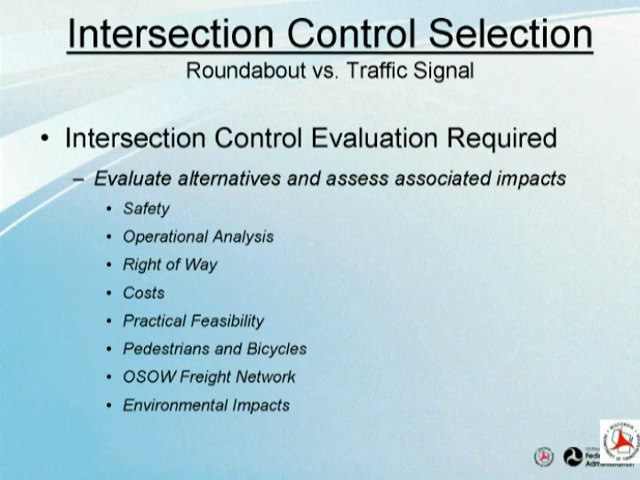 Intersection Control Selection
Roundabout vs. Traffic Signal
• Intersection Control Evaluation Required
– Evaluate alternatives and assess associated impacts
• Safety
• Operational Analysis
• Right of Way
• Costs
• Practical Feasibility
• Pedestrians and Bicycles
• OSOW Freight Network
• Environmental Impacts